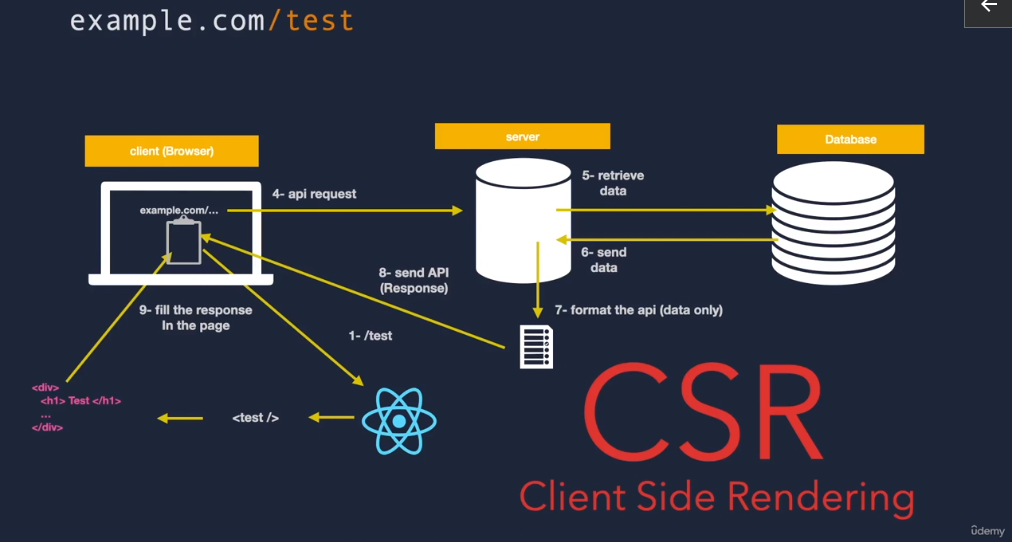 example.com/test
client (Browser)
server
Database
example.com/...
4- api request
5- retrieve
data
6- send
data
8- send API
(Response)
7- format the api (data only)
9- fill the response
In the page
1- /test
<div>
<h1> Test </h1>
...
</div>
<test />
CSR
Client Side Rendering
ûdemy